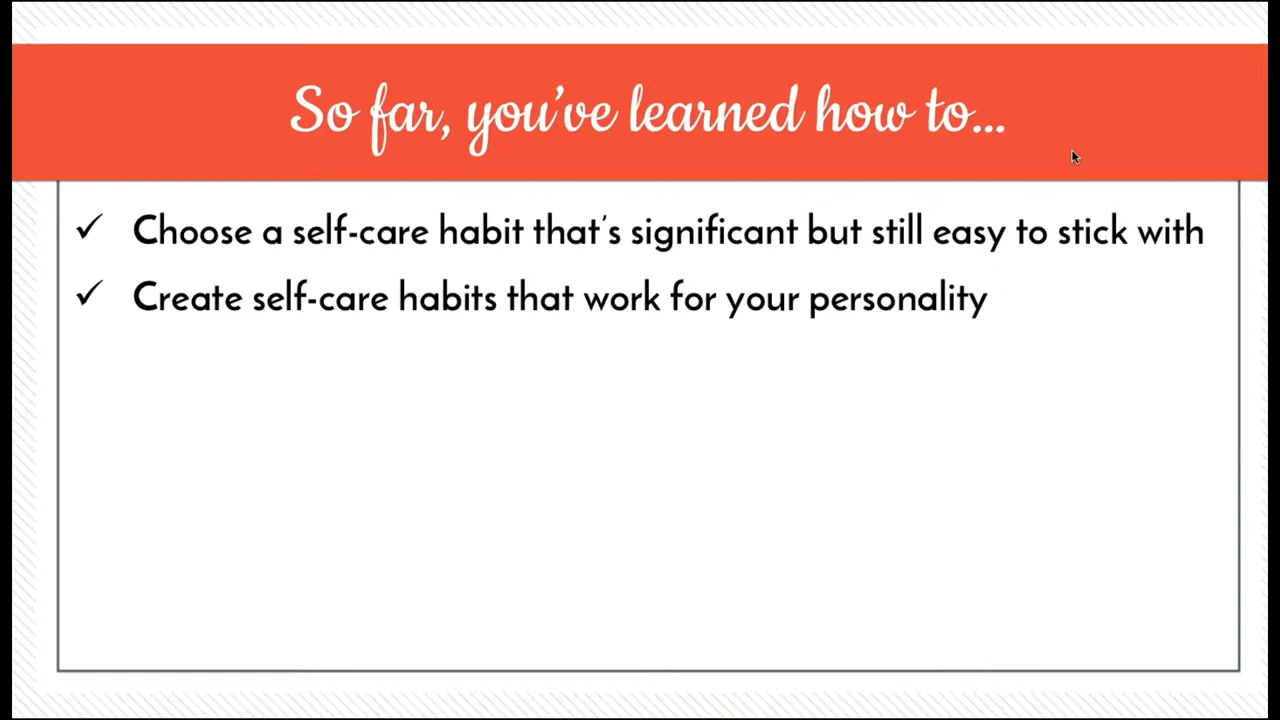 So far, you've learned how to...
✓ Choose a self-care habit that's significant but still easy to stick with
✓ Create self-care habits that work for your personality